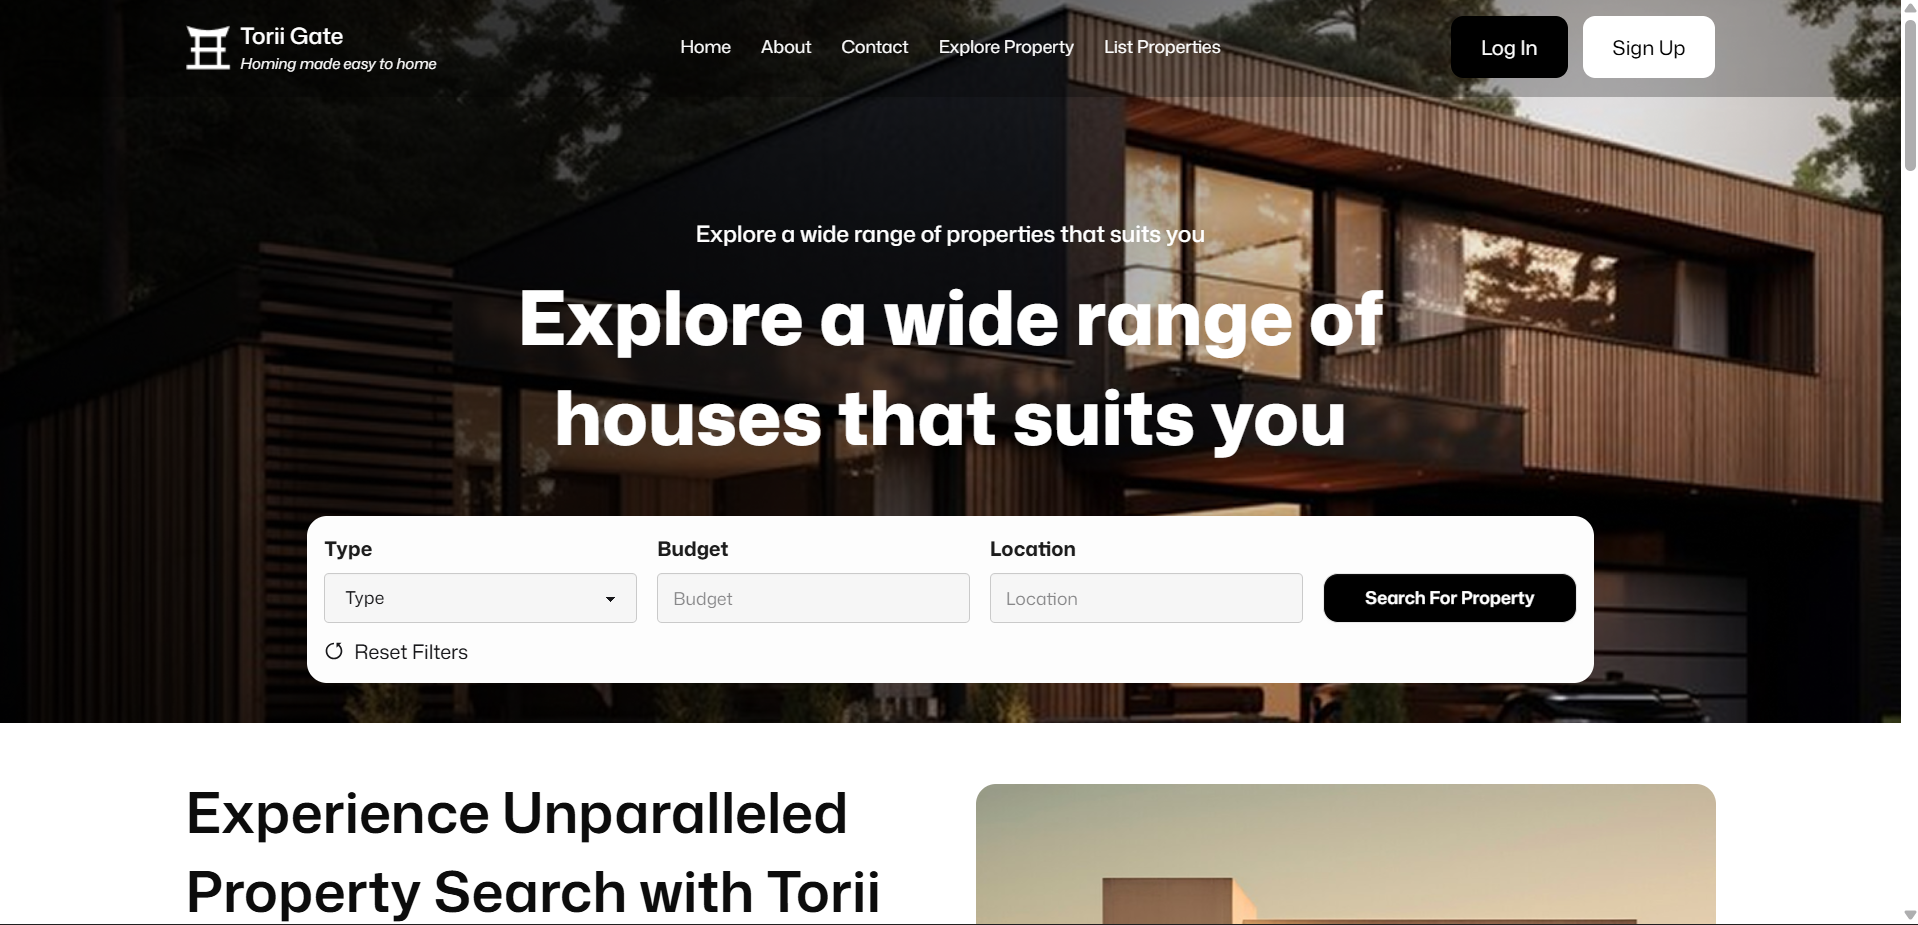 Torii Gate
Homing made easy to home
Home
About
Contact
Explore Property
List Properties
Log In
Sign Up
Explore a wide range of properties that suits you
Explore a wide range of
houses that suits you
Type
Budget
Location
Type
Budget
Location
Search For Property
Reset Filters
Experience Unparalleled
Property Search with Torii